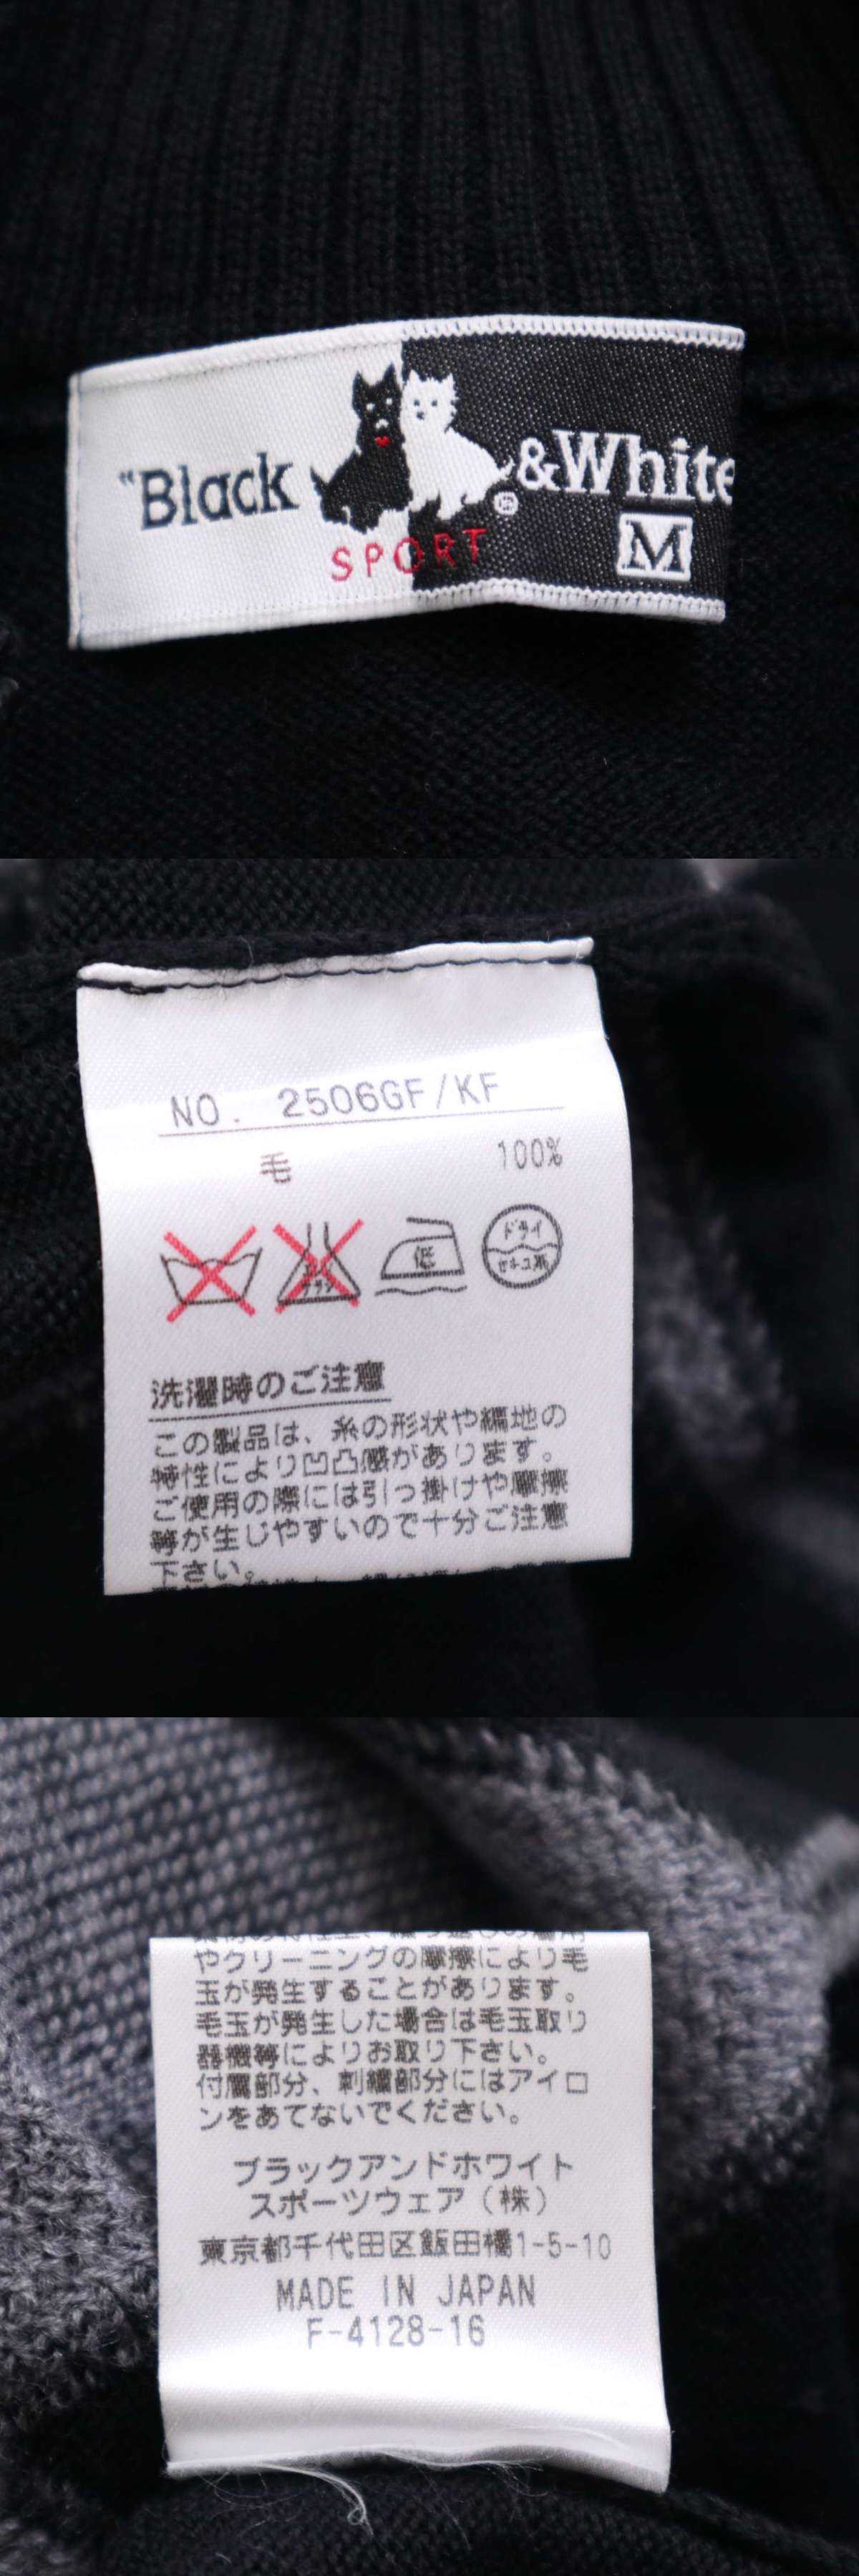 "Black & White
®
SPORT
M
NO. 2506GF/KF
毛 100%
低
ドライ
セキユ系
洗濯時のご注意
この製品は、糸の形状や編地の
特性により凹凸感があります。
ご使用の際には引っ掛けや摩擦
等が生じやすいので十分ご注意
下さい。
やクリーニングの摩擦により毛
玉が発生することがあります。
毛玉が発生した場合は毛玉取り
器機等によりお取り下さい。
付属部分、刺繍部分にはアイロ
ンをあてないでください。
ブラックアンドホワイト
スポーツウェア(株)
東京都千代田区飯田橋1-5-10
MADE IN JAPAN
F-4128-16